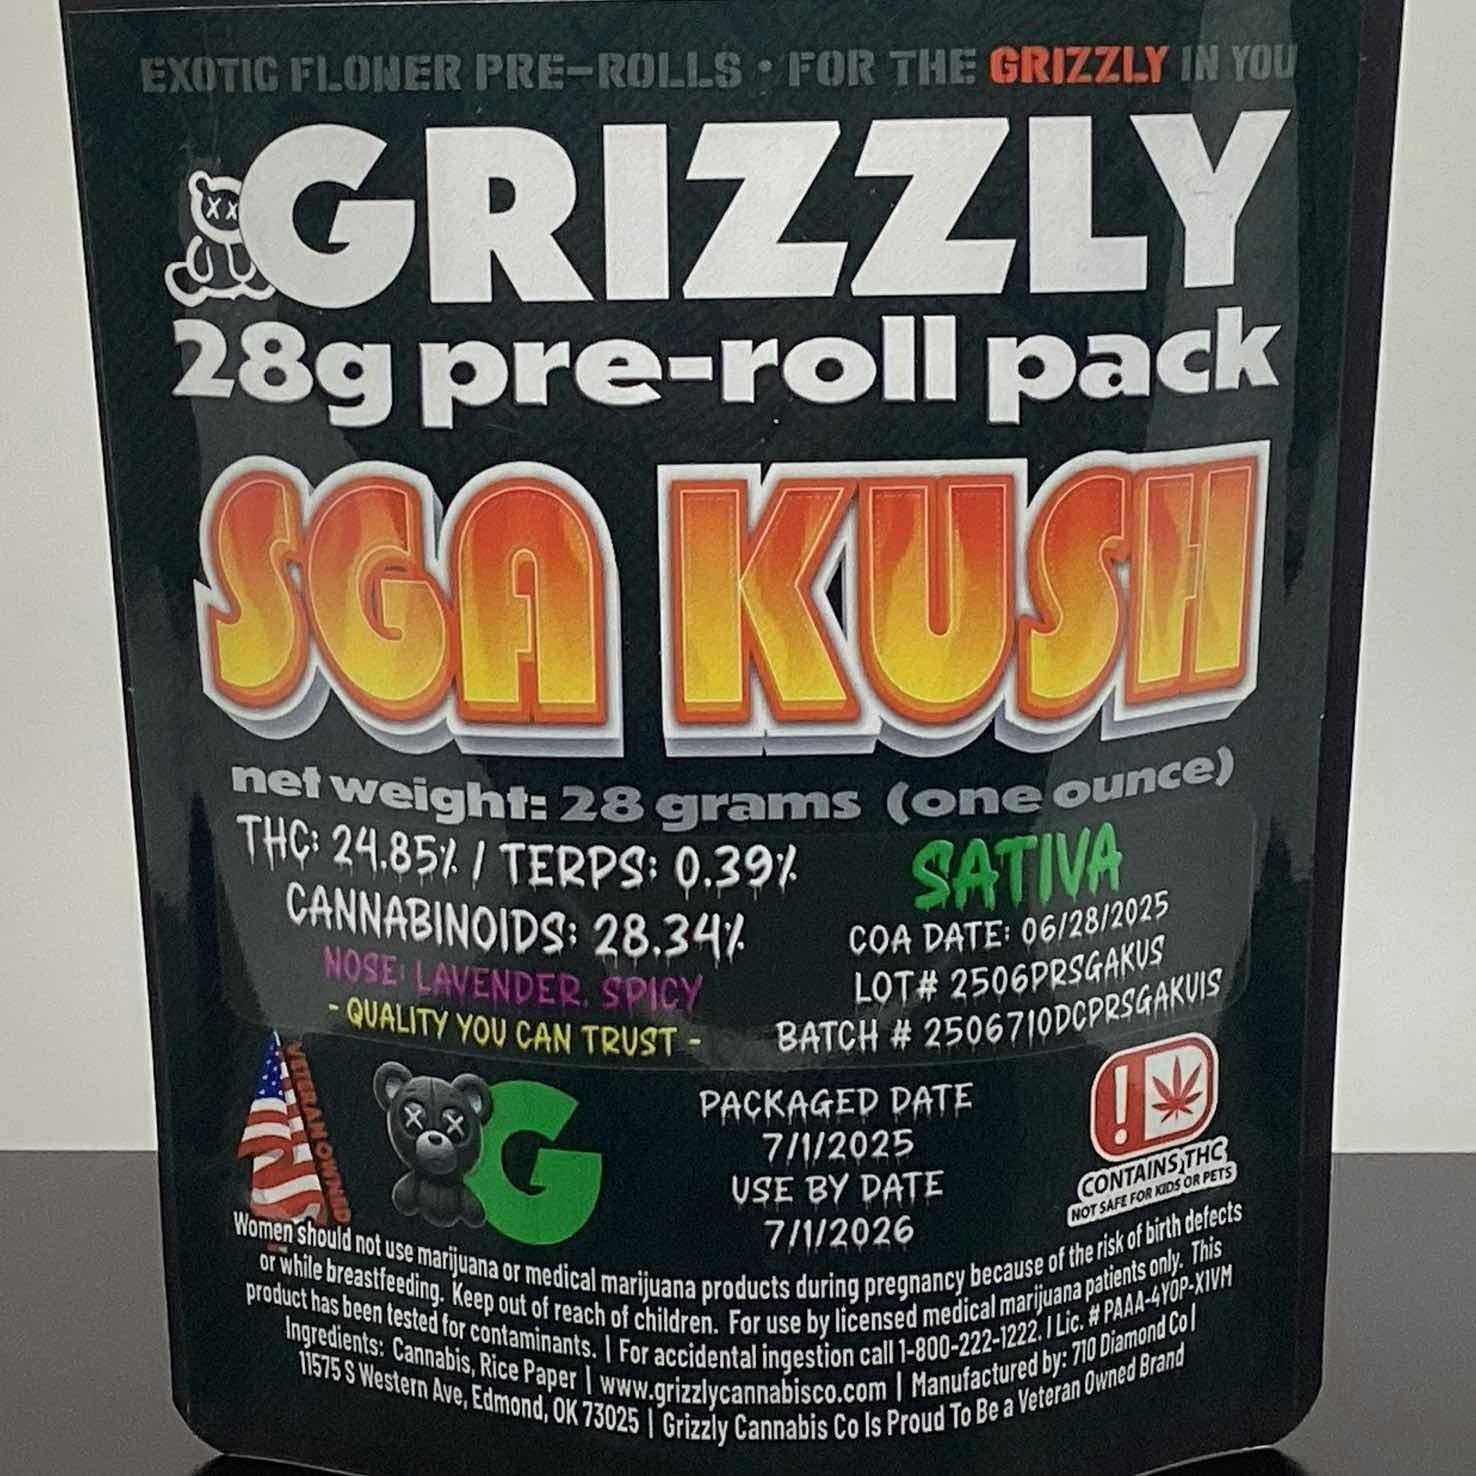 EXOTIC FLOWER PRE-ROLLS • FOR THE GRIZZLY IN YOU
GRIZZLY
28g pre-roll pack
SGA KUSH
net weight: 28 grams (one ounce)
THC: 24.85% / TERPS: 0.39%
CANNABINOIDS: 28.34%
NOSE: LAVENDER, SPICY
- QUALITY YOU CAN TRUST -
SATIVA
COA DATE: 06/28/2025
LOT# 2506PRSGAKUS
BATCH # 250671ODCPRSGAKUIS
VETERAN OWNED
G
PACKAGED DATE
7/1/2025
USE BY DATE
7/1/2026
!
CONTAINS THC
NOT SAFE FOR KIDS OR PETS
Women should not use marijuana or medical marijuana products during pregnancy because of the risk of birth defects
or while breastfeeding. Keep out of reach of children. For use by licensed medical marijuana patients only. This
product has been tested for contaminants. | For accidental ingestion call 1-800-222-1222. | Lic. # PAAA-4Y0P-X1VM
Ingredients: Cannabis, Rice Paper | www.grizzlycannabisco.com | Manufactured by: 710 Diamond Co |
11575 S Western Ave, Edmond, OK 73025 | Grizzly Cannabis Co Is Proud To Be a Veteran Owned Brand